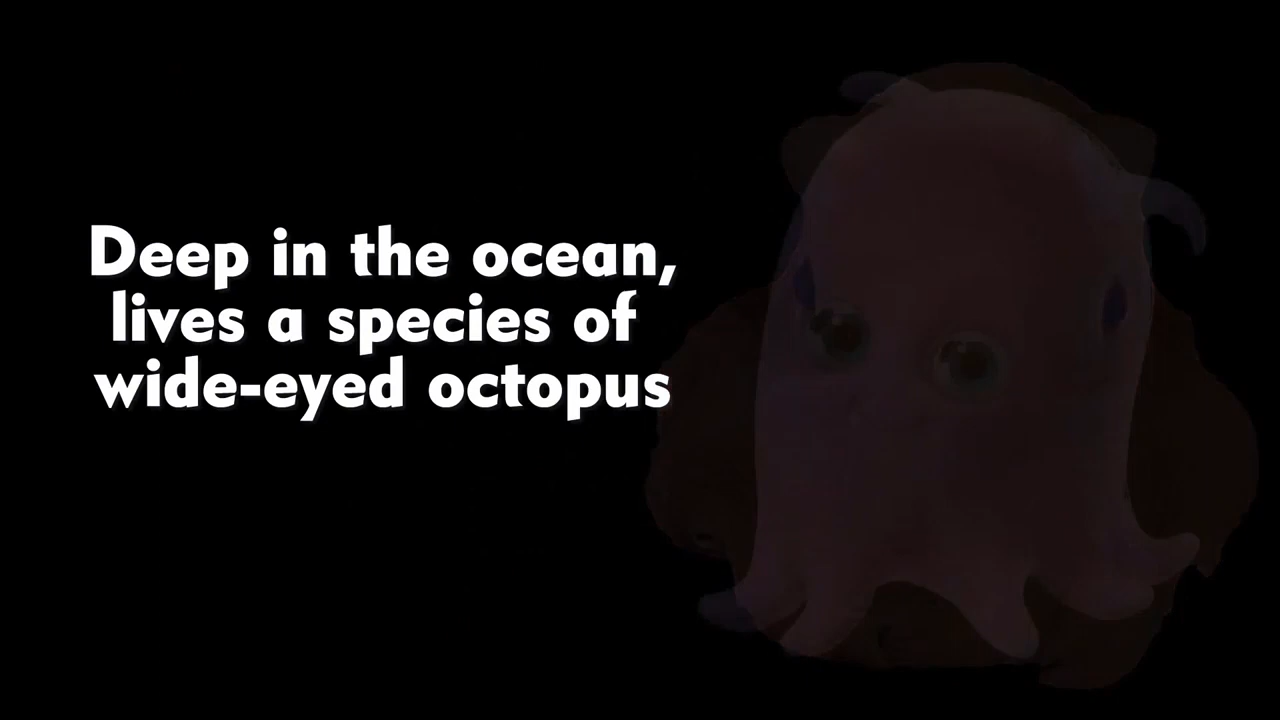 Deep in the ocean,
lives a species of
wide-eyed octopus